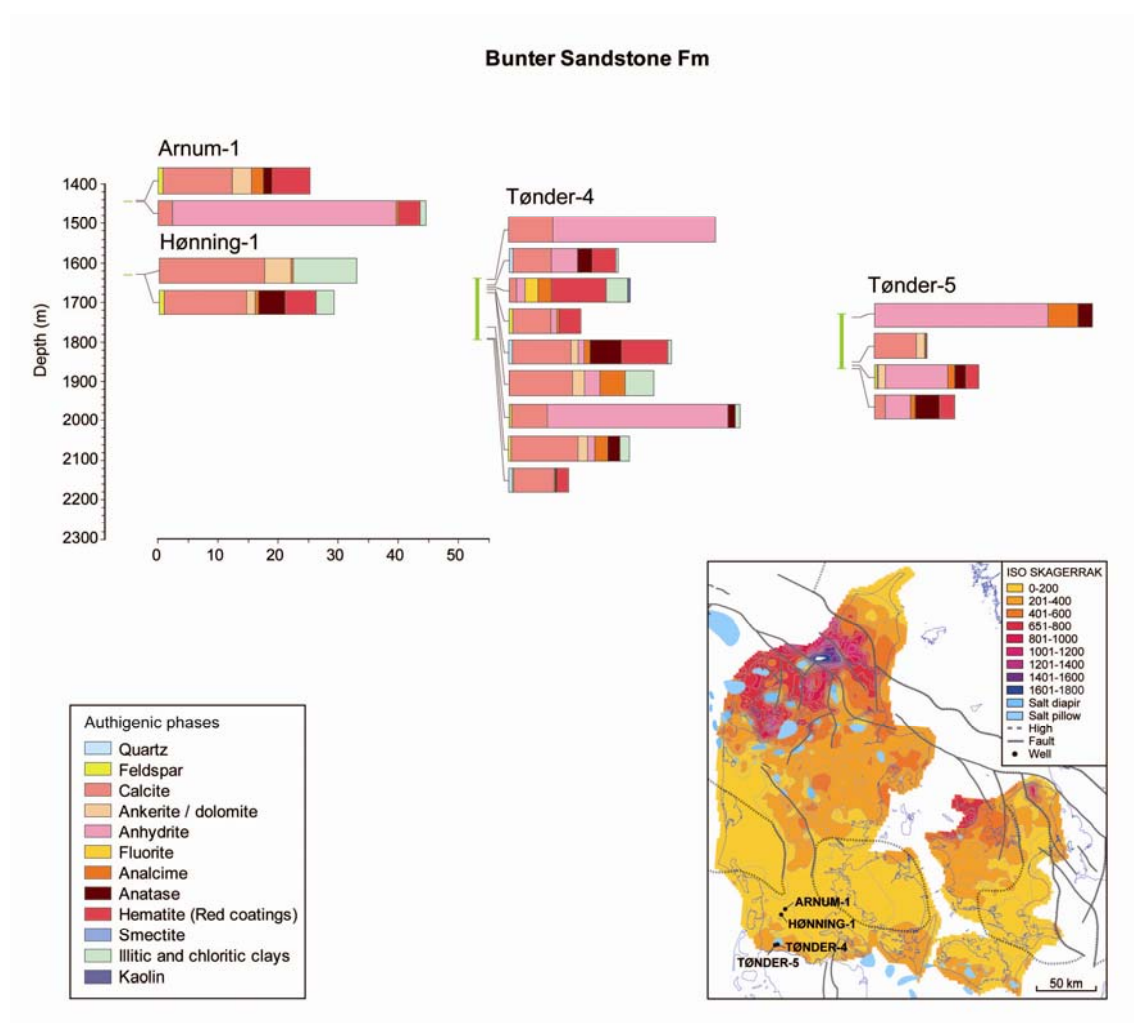 Bunter Sandstone Fm
Arnum-1
Hønning-1
Tønder-4
Tønder-5
Depth (m)
1400
1500
1600
1700
1800
1900
2000
2100
2200
2300
0 10 20 30 40 50
Authigenic phases
Quartz
Feldspar
Calcite
Ankerite / dolomite
Anhydrite
Fluorite
Analcime
Anatase
Hematite (Red coatings)
Smectite
Illitic and chloritic clays
Kaolin
ISO SKAGERRAK
0-200
201-400
401-600
651-800
801-1000
1001-1200
1201-1400
1401-1600
1601-1800
Salt diapir
Salt pillow
High
Fault
Well
ARNUM-1
HØNNING-1
TØNDER-4
TØNDER-5
50 km